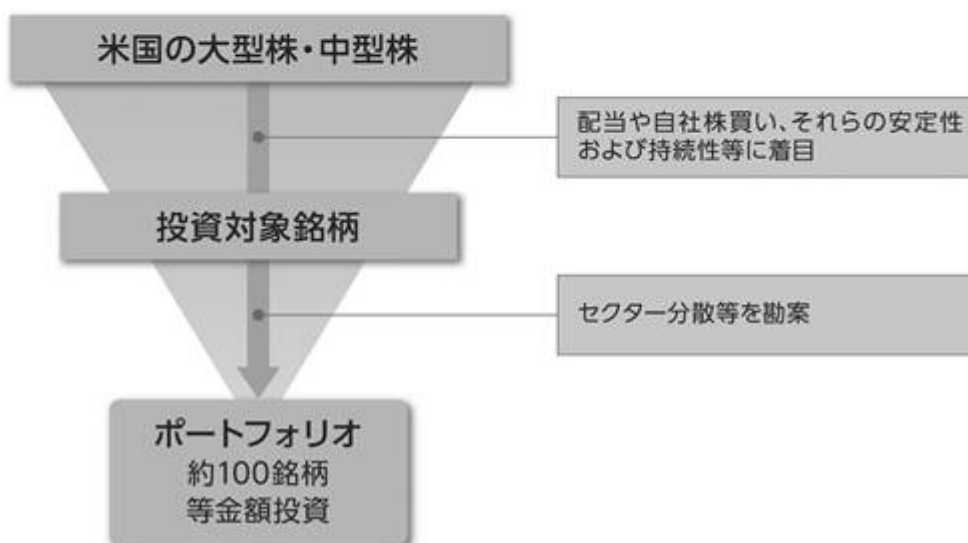 米国の大型株・中型株
配当や自社株買い、それらの安定性
および持続性等に着目
投資対象銘柄
セクター分散等を勘案
ポートフォリオ
約100銘柄
等金額投資